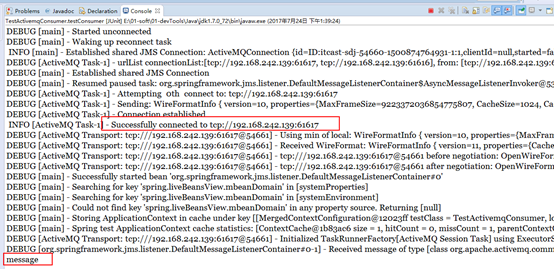 @ Javadoc Declaration Search Console Debug
TestActivemqConsumer.testConsumer [JUnit] E:\01-soft\01-devTools\Java\jdk1.7.0_72\bin\javaw.exe (2017年7月24日 下午1:39:24)
DEBUG [main] - Started unconnected
DEBUG [main] - Waking up reconnect task
INFO [main] - Established shared JMS Connection: ActiveMQConnection {id=ID:itcast-sdj-54660-1500874764931-1:1,clientId=null,started=fa
DEBUG [ActiveMQ Task-1] - urlList connectionList:[tcp://192.168.242.139:61617, tcp://192.168.242.139:61616], from: [tcp://192.168.242.13
DEBUG [main] - Established shared JMS Connection
DEBUG [main] - Resumed paused task: org.springframework.jms.listener.DefaultMessageListenerContainer$AsyncMessageListenerInvoker@53
DEBUG [ActiveMQ Task-1] - Attempting 0th connect to: tcp://192.168.242.139:61617
DEBUG [ActiveMQ Task-1] - Sending: WireFormatInfo { version=10, properties={MaxFrameSize=9223372036854775807, CacheSize=1024, Ca
DEBUG [ActiveMQ Task-1] - Connection established
INFO [ActiveMQ Task-1] - Successfully connected to tcp://192.168.242.139:61617
DEBUG [ActiveMQ Transport: tcp:///192.168.242.139:61617@54661] - Using min of local: WireFormatInfo { version=10, properties={MaxFra
DEBUG [ActiveMQ Transport: tcp:///192.168.242.139:61617@54661] - Received WireFormat: WireFormatInfo { version=11, properties={Cache
DEBUG [ActiveMQ Transport: tcp:///192.168.242.139:61617@54661] - tcp:///192.168.242.139:61617@54661 before negotiation: OpenWireFor
DEBUG [ActiveMQ Transport: tcp:///192.168.242.139:61617@54661] - tcp:///192.168.242.139:61617@54661 after negotiation: OpenWireForm
DEBUG [main] - Successfully started bean 'org.springframework.jms.listener.DefaultMessageListenerContainer#0'
DEBUG [main] - Searching for key 'spring.liveBeansView.mbeanDomain' in [systemProperties]
DEBUG [main] - Searching for key 'spring.liveBeansView.mbeanDomain' in [systemEnvironment]
DEBUG [main] - Could not find key 'spring.liveBeansView.mbeanDomain' in any property source. Returning [null]
DEBUG [main] - Storing ApplicationContext in cache under key [[MergedContextConfiguration@12023ff testClass = TestActivemqConsumer, lo
DEBUG [main] - Spring test ApplicationContext cache statistics: [ContextCache@1b83ac6 size = 1, hitCount = 0, missCount = 1, parentContextC
DEBUG [ActiveMQ Transport: tcp:///192.168.242.139:61617@54661] - Initialized TaskRunnerFactory[ActiveMQ Session Task] using Executor
DEBUG [org.springframework.jms.listener.DefaultMessageListenerContainer#0-1] - Received message of type [class org.apache.activemq.comm
message